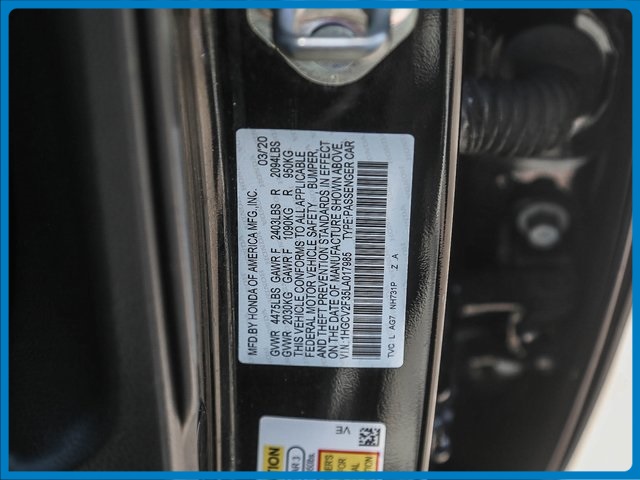 MFD.BY HONDA OF AMERICA MFG.,INC. 03/20
GVWR 4475LBS GAWR F 2403LBS R 2094LBS
GVWR 2030KG GAWR F 1090KG R 950KG
THIS VEHICLE CONFORMS TO ALL APPLICABLE
FEDERAL MOTOR VEHICLE SAFETY , BUMPER,
AND THEFT PREVENTION STANDARDS IN EFFECT
ON THE DATE OF MANUFACTURE SHOWN ABOVE.
V I N :1HGCV2F35LA017985 TYPE:PASSENGER CAR
TVC L AG7 NH731P Z A
VE